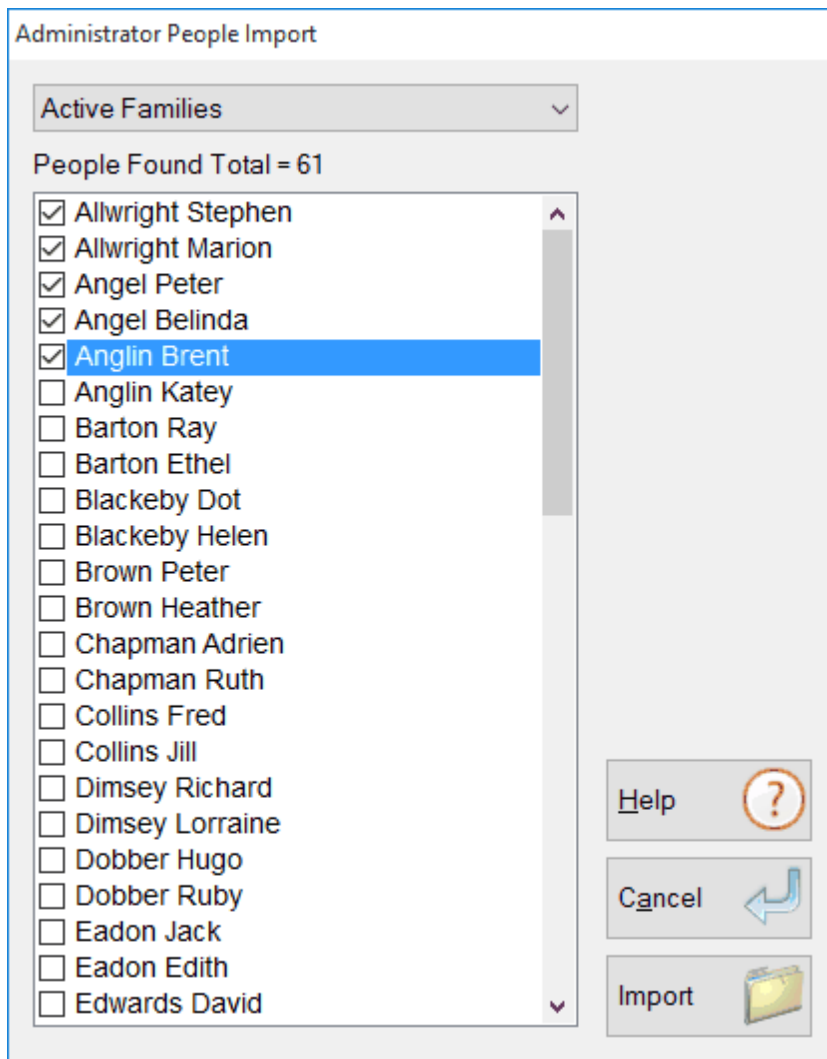 Administrator People Import
Active Families
People Found Total = 61
Allwright Stephen
Allwright Marion
Angel Peter
Angel Belinda
Anglin Brent
Anglin Katey
Barton Ray
Barton Ethel
Blackeby Dot
Blackeby Helen
Brown Peter
Brown Heather
Chapman Adrien
Chapman Ruth
Collins Fred
Collins Jill
Dimsey Richard
Dimsey Lorraine
Dobber Hugo
Dobber Ruby
Eadon Jack
Eadon Edith
Edwards David
Help
Cancel
Import